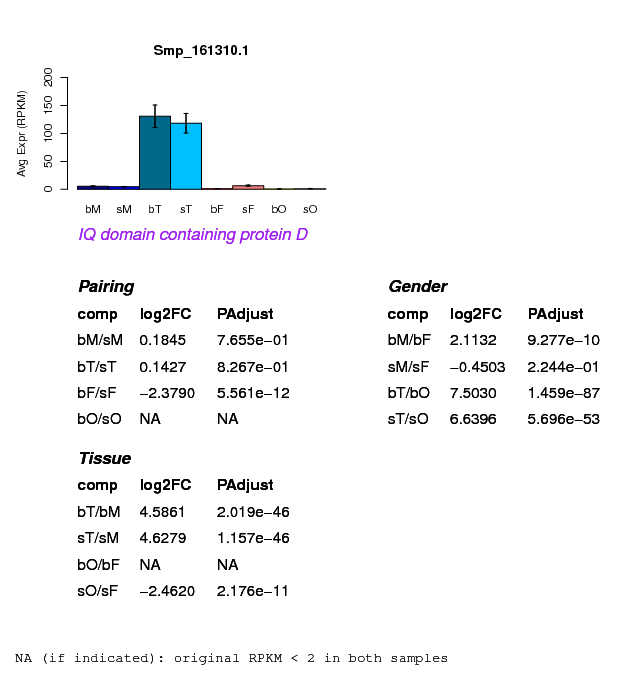 Smp_161310.1
Avg Expr (RPKM)
200
150
100
50
0
bM sM bT sT bF sF bO sO
IQ domain containing protein D
Pairing
comp log2FC PAdjust
bM/sM 0.1845 7.655e−01
bT/sT 0.1427 8.267e−01
bF/sF −2.3790 5.561e−12
bO/sO NA NA
Gender
comp log2FC PAdjust
bM/bF 2.1132 9.277e−10
sM/sF −0.4503 2.244e−01
bT/bO 7.5030 1.459e−87
sT/sO 6.6396 5.696e−53
Tissue
comp log2FC PAdjust
bT/bM 4.5861 2.019e−46
sT/sM 4.6279 1.157e−46
bO/bF NA NA
sO/sF −2.4620 2.176e−11
NA (if indicated): original RPKM < 2 in both samples